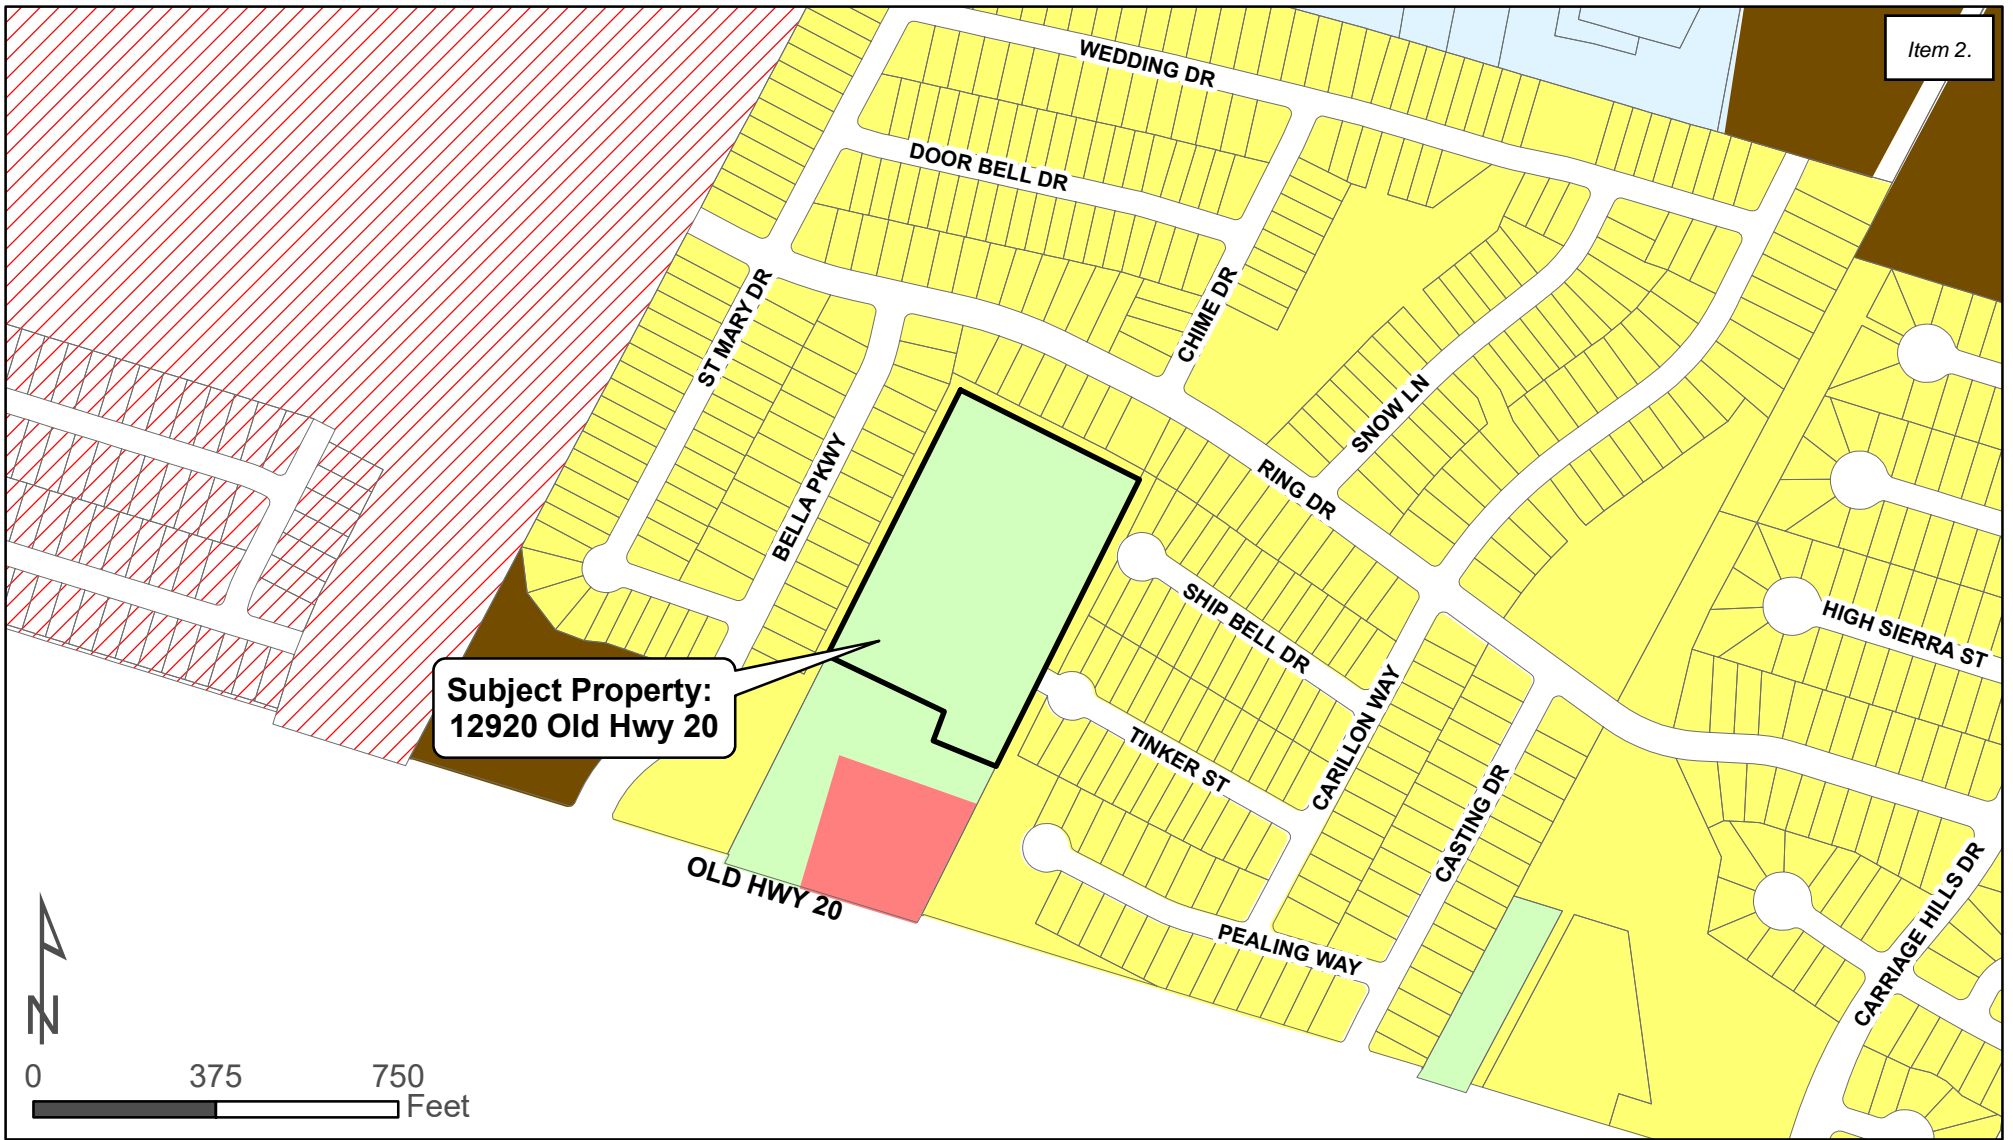 Item 2.
WEDDING DR
DOOR BELL DR
ST MARY DR
CHIME DR
BELLA PKWY
SNOW LN
RING DR
SHIP BELL DR
HIGH SIERRA ST
Subject Property:
12920 Old Hwy 20
TINKER ST
CARILLON WAY
CASTING DR
OLD HWY 20
PEALING WAY
CARRIAGE HILLS DR
N
0 375 750
Feet